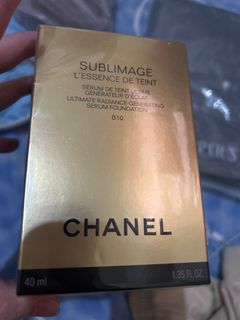 SUBLIMAGE
L'ESSENCE DE TEINT
SÉRUM DE TEINT ULTIME
GÉNÉRATEUR D'ÉCLAT
ULTIMATE RADIANCE-GENERATING
SERUM FOUNDATION
B10
CHANEL
40 ml 1.35 FL. OZ.